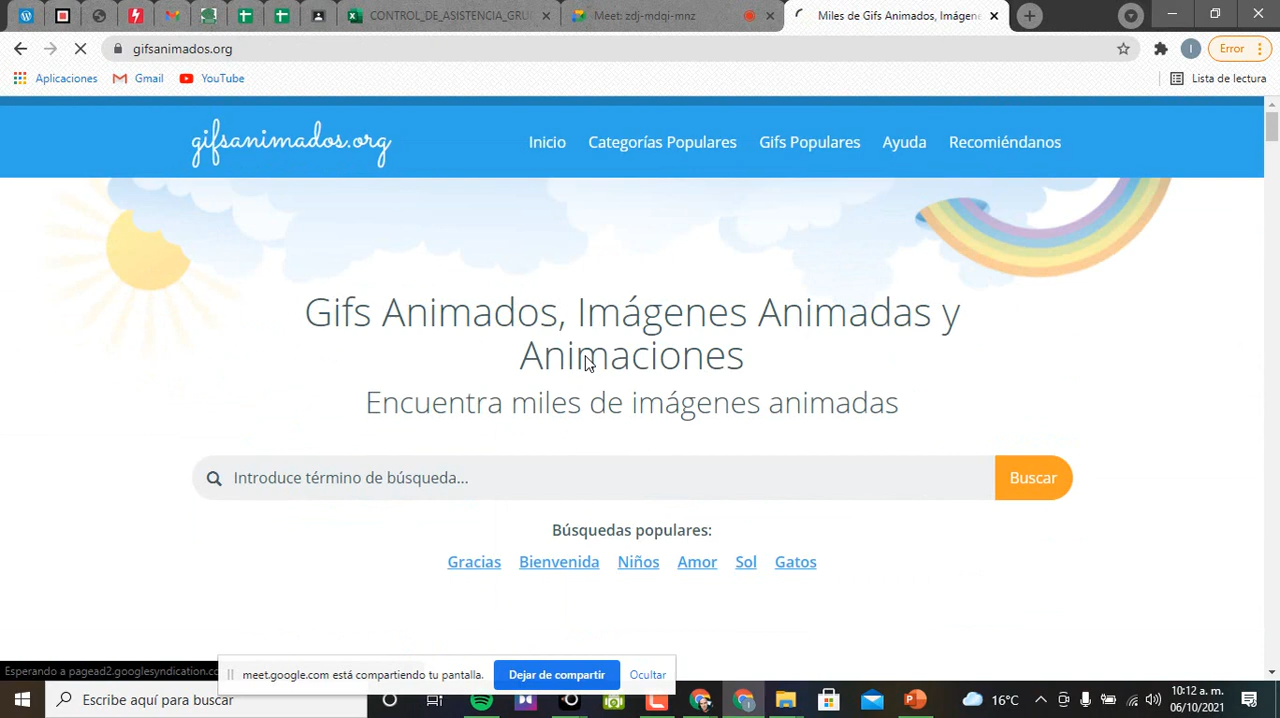 CONTROL_DE_ASISTENCIA_GRU
Meet: zdj-mdqi-mnz
Miles de Gifs Animados, Imágene
gifsanimados.org
Error
Aplicaciones
Gmail
YouTube
Lista de lectura
gifsanimados.org
Inicio
Categorías Populares
Gifs Populares
Ayuda
Recomiéndanos
Gifs Animados, Imágenes Animadas y
Animaciones
Encuentra miles de imágenes animadas
Introduce término de búsqueda...
Buscar
Búsquedas populares:
Gracias Bienvenida Niños Amor Sol Gatos
Esperando a pagead2.googlesyndication.co
meet.google.com está compartiendo tu pantalla.
Dejar de compartir
Ocultar
Escribe aquí para buscar
16°C
10:12 a. m.
06/10/2021